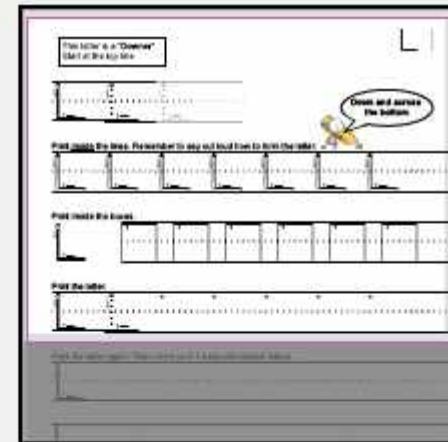 L l
This letter is a "Downer"
Start at the top line
Down and across
the bottom
Print inside the lines. Remember to say out loud how to form the letter.
Print inside the boxes.
L
Print the letter.